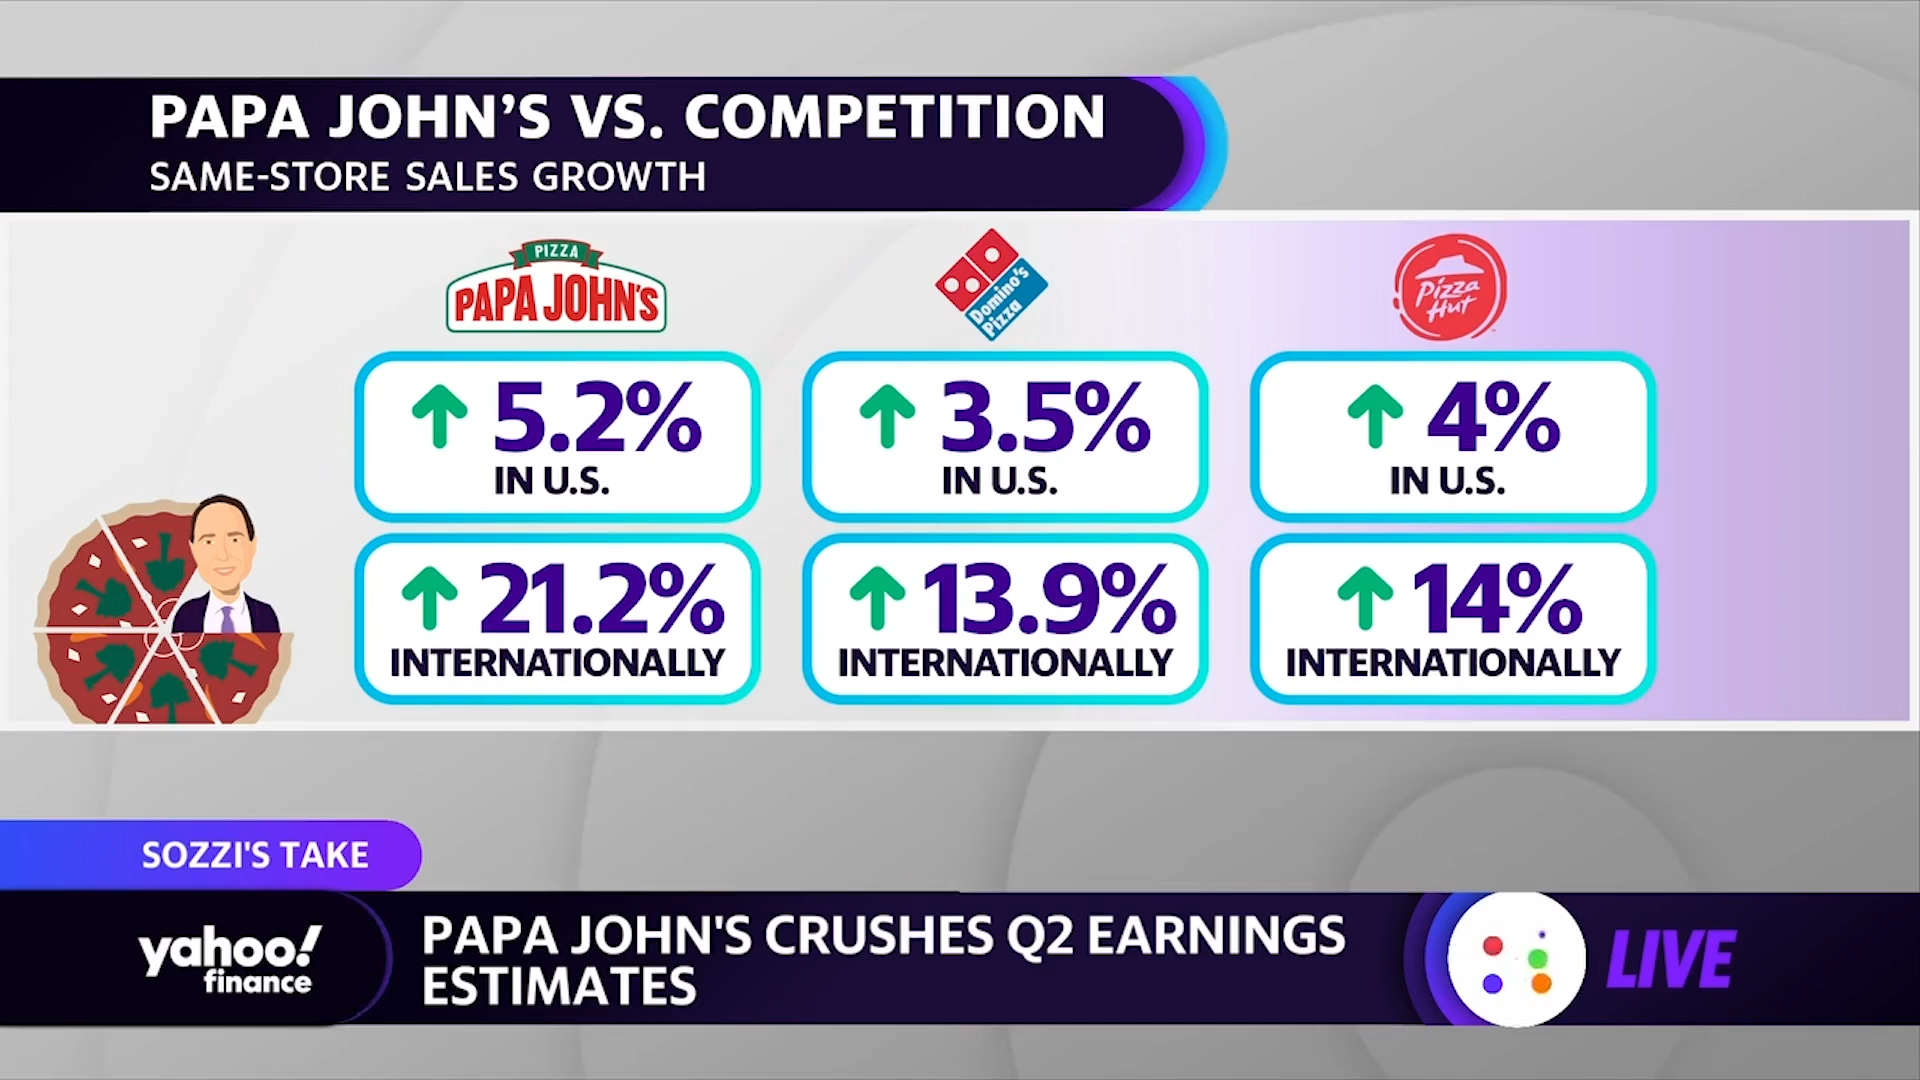 PAPA JOHN’S VS. COMPETITION
SAME-STORE SALES GROWTH
PIZZA
PAPA JOHN'S
Domino's
Pizza
Pizza
Hut
5.2%
IN U.S.
3.5%
IN U.S.
4%
IN U.S.
21.2%
INTERNATIONALLY
13.9%
INTERNATIONALLY
14%
INTERNATIONALLY
SOZZI'S TAKE
yahoo!
finance
PAPA JOHN'S CRUSHES Q2 EARNINGS
ESTIMATES
LIVE